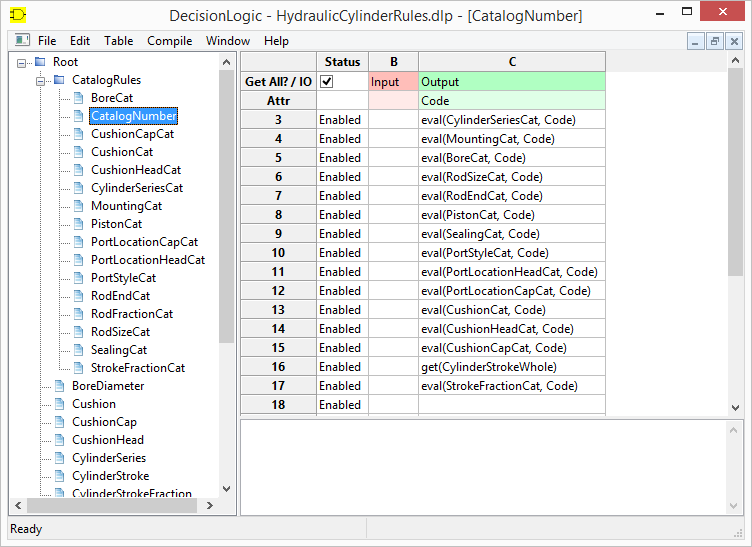 DecisionLogic - HydraulicCylinderRules.dlp - [CatalogNumber]
File Edit Table Compile Window Help
Root
CatalogRules
BoreCat
CatalogNumber
CushionCapCat
CushionCat
CushionHeadCat
CylinderSeriesCat
MountingCat
PistonCat
PortLocationCapCat
PortLocationHeadCat
PortStyleCat
RodEndCat
RodFractionCat
RodSizeCat
SealingCat
StrokeFractionCat
BoreDiameter
Cushion
CushionCap
CushionHead
CylinderSeries
CylinderStroke
CylinderStrokeFraction
Status B C
Get All? / IO Input Output
Attr Code
3 Enabled eval(CylinderSeriesCat, Code)
4 Enabled eval(MountingCat, Code)
5 Enabled eval(BoreCat, Code)
6 Enabled eval(RodSizeCat, Code)
7 Enabled eval(RodEndCat, Code)
8 Enabled eval(PistonCat, Code)
9 Enabled eval(SealingCat, Code)
10 Enabled eval(PortStyleCat, Code)
11 Enabled eval(PortLocationHeadCat, Code)
12 Enabled eval(PortLocationCapCat, Code)
13 Enabled eval(CushionCat, Code)
14 Enabled eval(CushionHeadCat, Code)
15 Enabled eval(CushionCapCat, Code)
16 Enabled get(CylinderStrokeWhole)
17 Enabled eval(StrokeFractionCat, Code)
18 Enabled
Ready